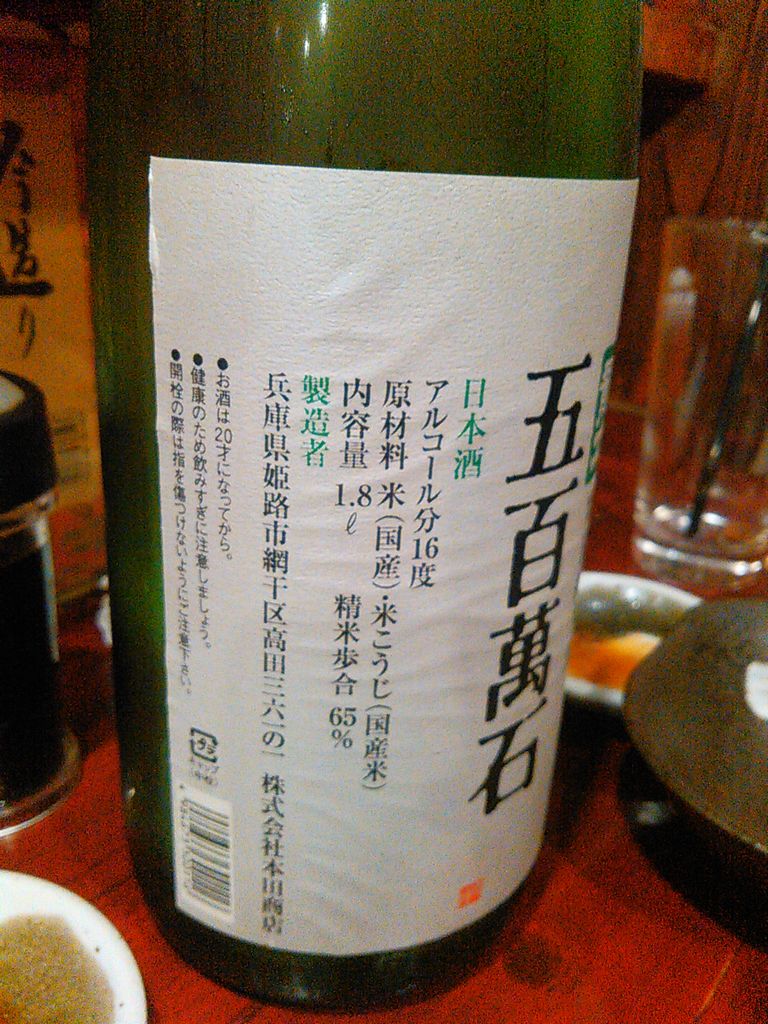 五百萬石
日本酒
アルコール分16度
原材料 米(国産)・米こうじ(国産米)
内容量 1.8ℓ 精米歩合 65%
製造者
兵庫県姫路市網干区高田三六一の一 株式会社本田商店
●お酒は20才になってから。
●健康のため飲みすぎに注意しましょう。
●開栓の際は指を傷つけないようにご注意下さい。
吟造り